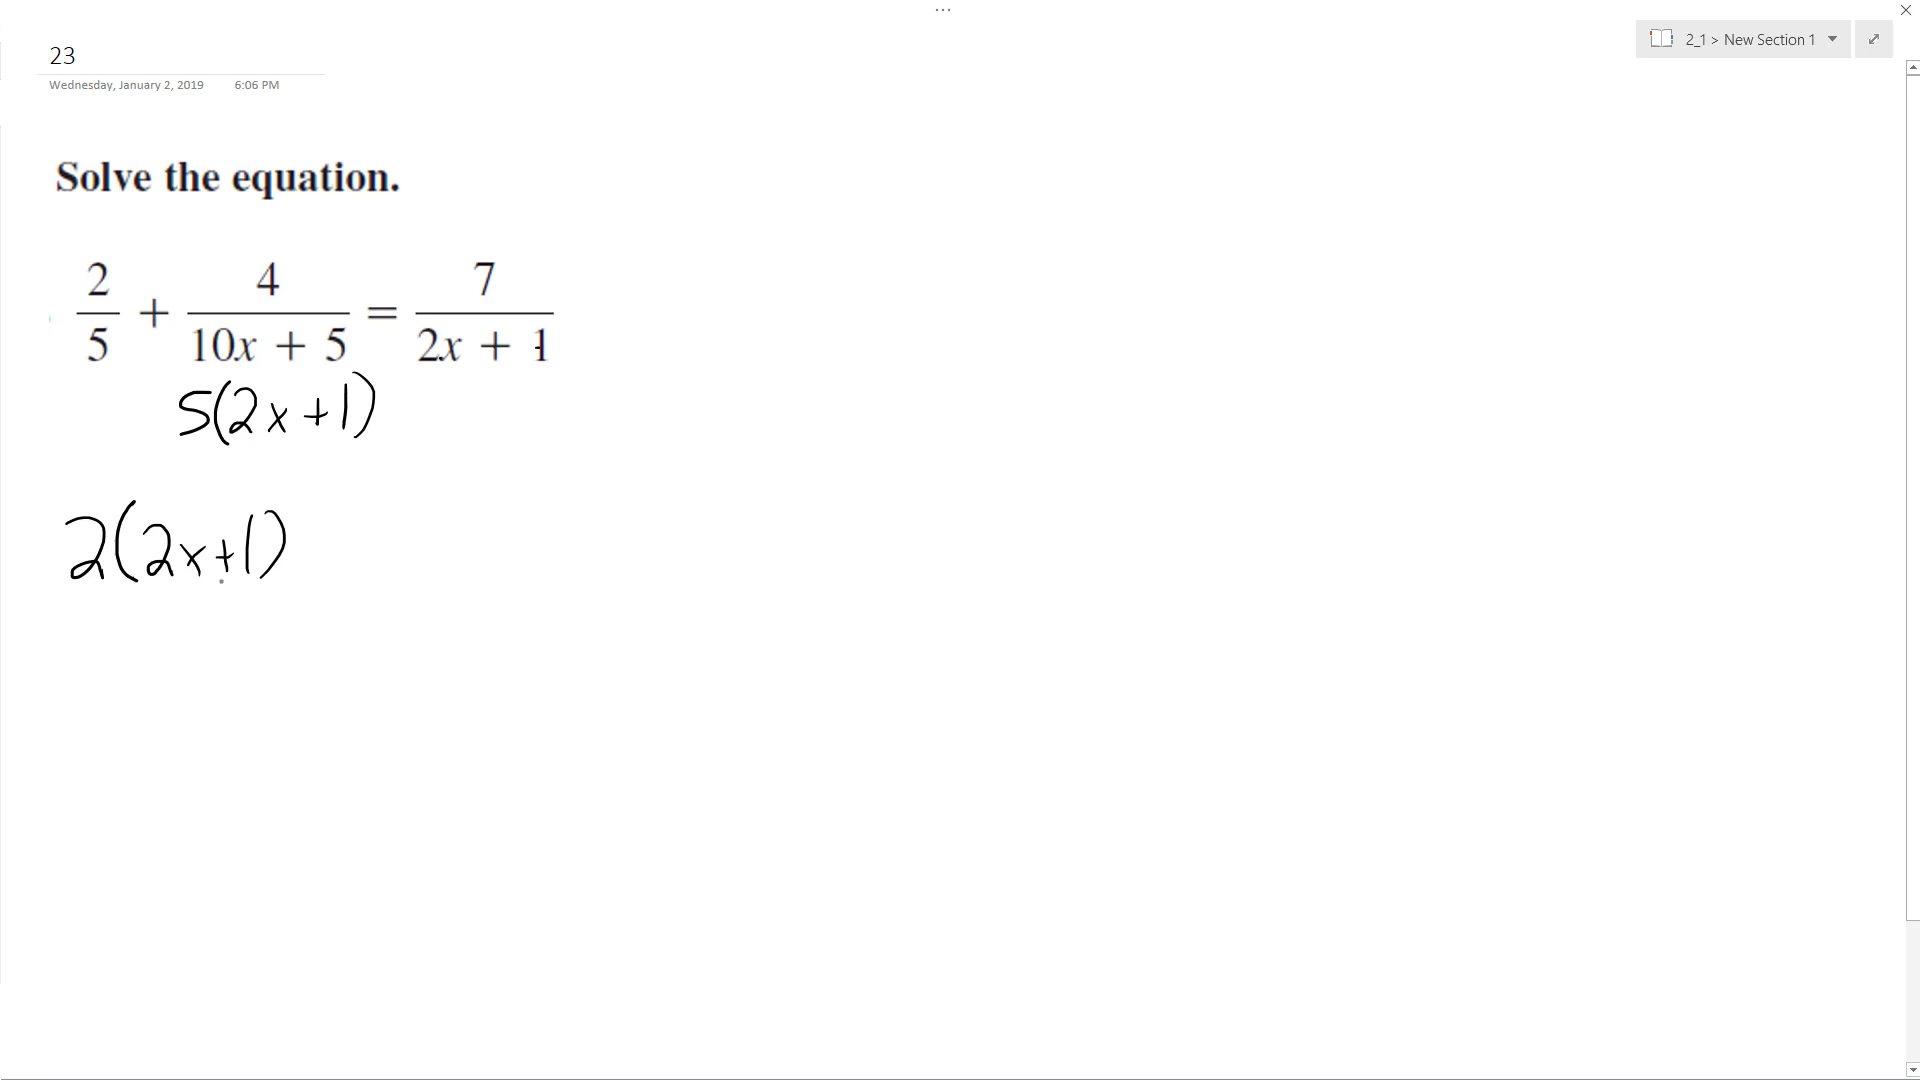 ...
2_1 > New Section 1
23
Wednesday, January 2, 2019 6:06 PM
Solve the equation.
2/5 + 4/(10x + 5) = 7/(2x + 1)
5(2x+1)
2(2x+1)